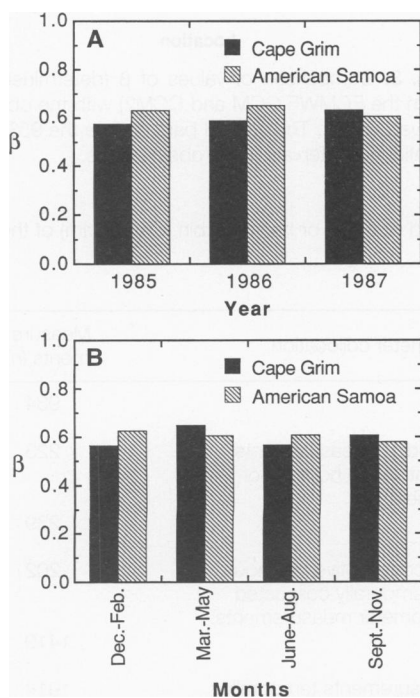 A
Cape Grim
American Samoa
1.0
0.8
0.6
0.4
0.2
0.0
β
1985 1986 1987
Year
B
Cape Grim
American Samoa
1.0
0.8
0.6
0.4
0.2
0.0
β
Dec.-Feb.
Mar.-May
June-Aug.
Sept.-Nov.
Months